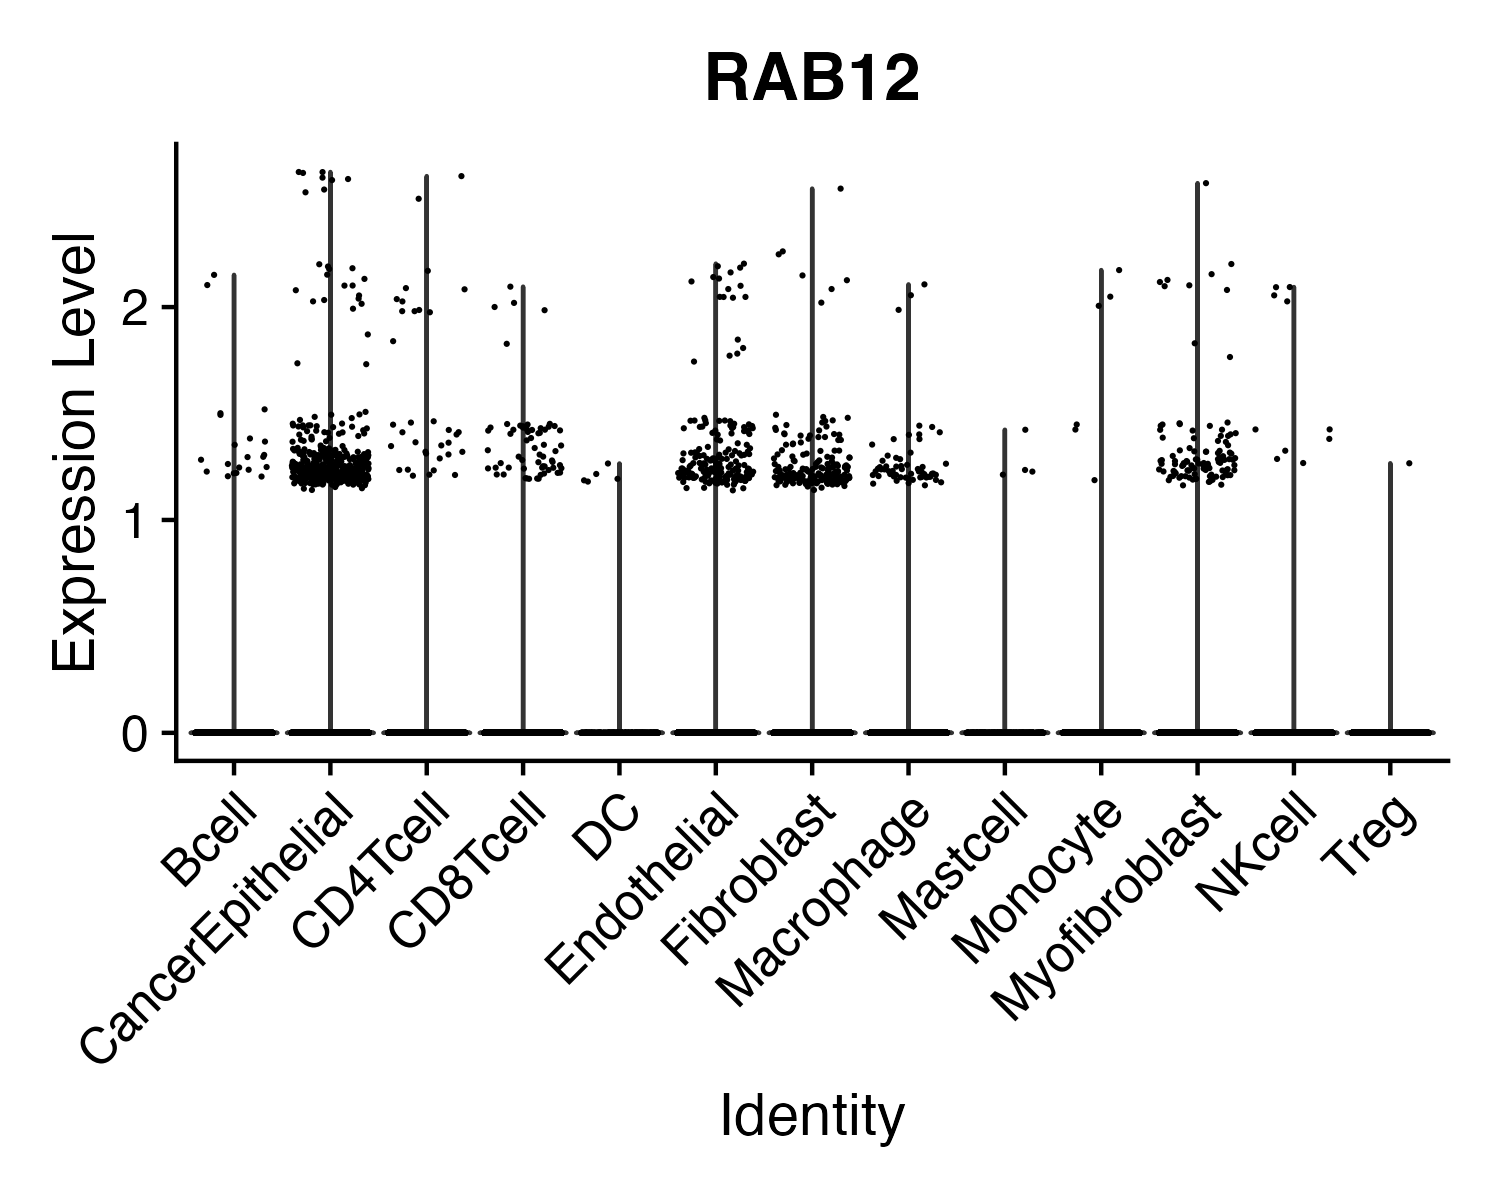 RAB12
Expression Level
2
1
0
Bcell
CancerEpithelial
CD4Tcell
CD8Tcell
DC
Endothelial
Fibroblast
Macrophage
Mastcell
Monocyte
Myofibroblast
NKcell
Treg
Identity